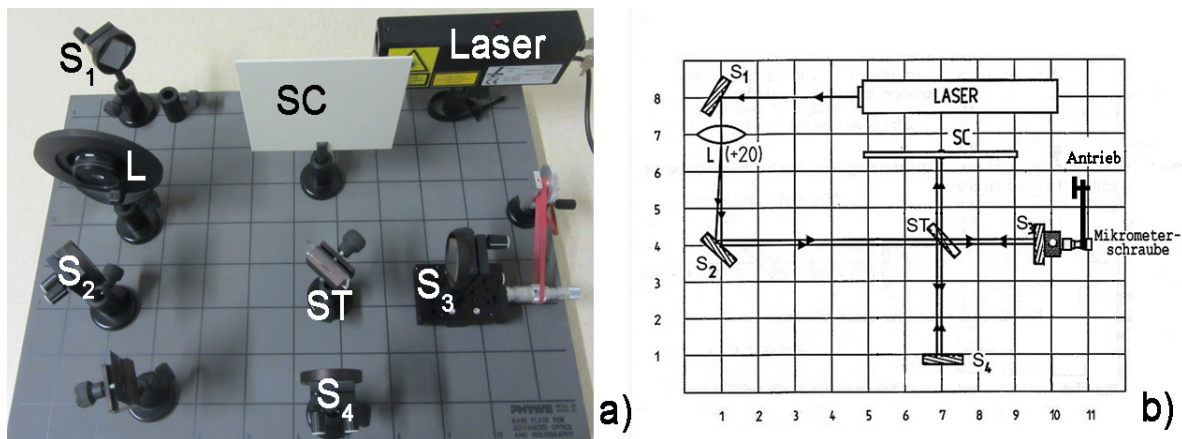 S1
Laser
SC
L
S2
ST
S3
S4
PHYWE
BASE PLATE FOR
ADVANCED OPTICS
AND HOLOGRAPHY
a)
S1
8
LASER
7
SC
L (+20)
6
Antrieb
5
ST
S3
4
S2
Mikrometer-
schraube
3
2
1
S4
1 2 3 4 5 6 7 8 9 10 11
b)